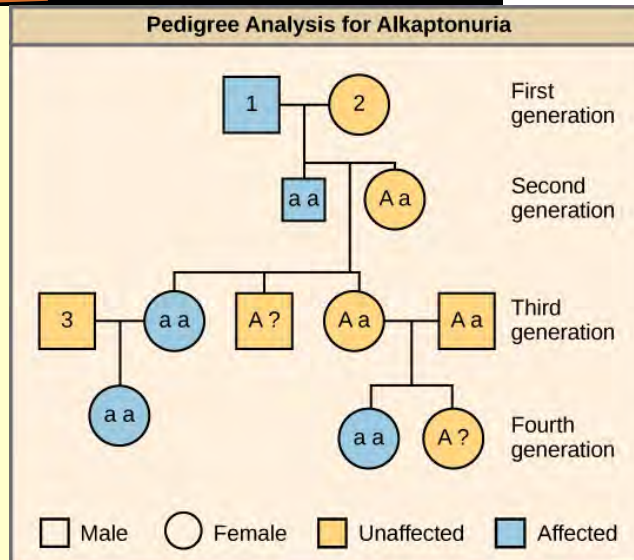 Pedigree Analysis for Alkaptonuria
1
2
First
generation
a a
A a
Second
generation
3
a a
A ?
A a
A a
Third
generation
a a
a a
A ?
Fourth
generation
Male
Female
Unaffected
Affected